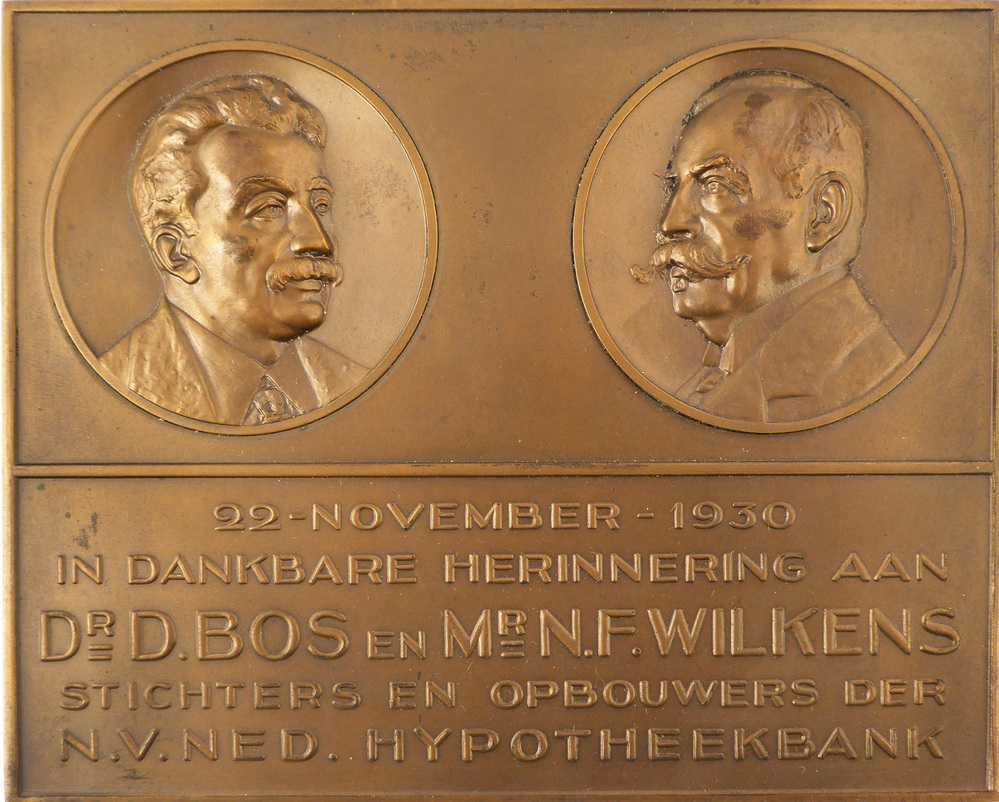 22-NOVEMBER-1930
IN DANKBARE HERINNERING AAN
DR D.BOS EN MR N.F.WILKENS
STICHTERS EN OPBOUWERS DER
N.V. NED. HYPOTHEEKBANK